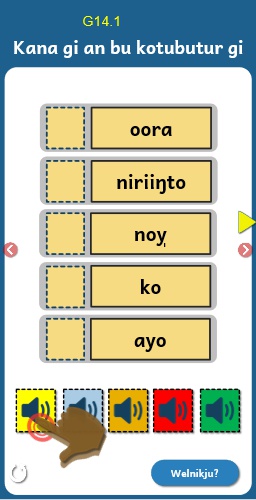 G14.1
Kana gi an bu kotubutur gi
oora
niriiŋto
noy̩
ko
ayo
Welnikju?